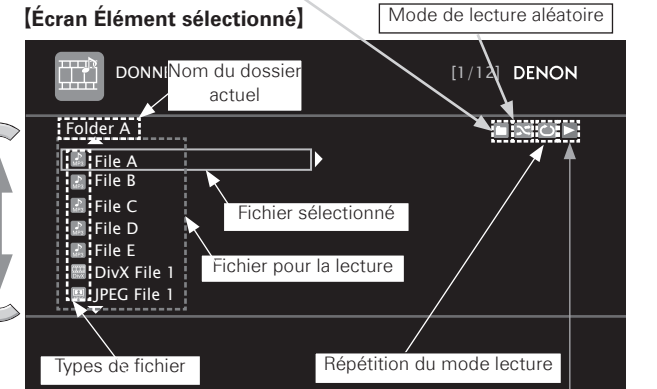 [Écran Élément sélectionné]
Mode de lecture aléatoire
Nom du dossier
actuel
[1/12] DENON
Folder A
File A
File B
File C
File D
File E
DivX File 1
JPEG File 1
Fichier sélectionné
Fichier pour la lecture
Types de fichier
Répétition du mode lecture